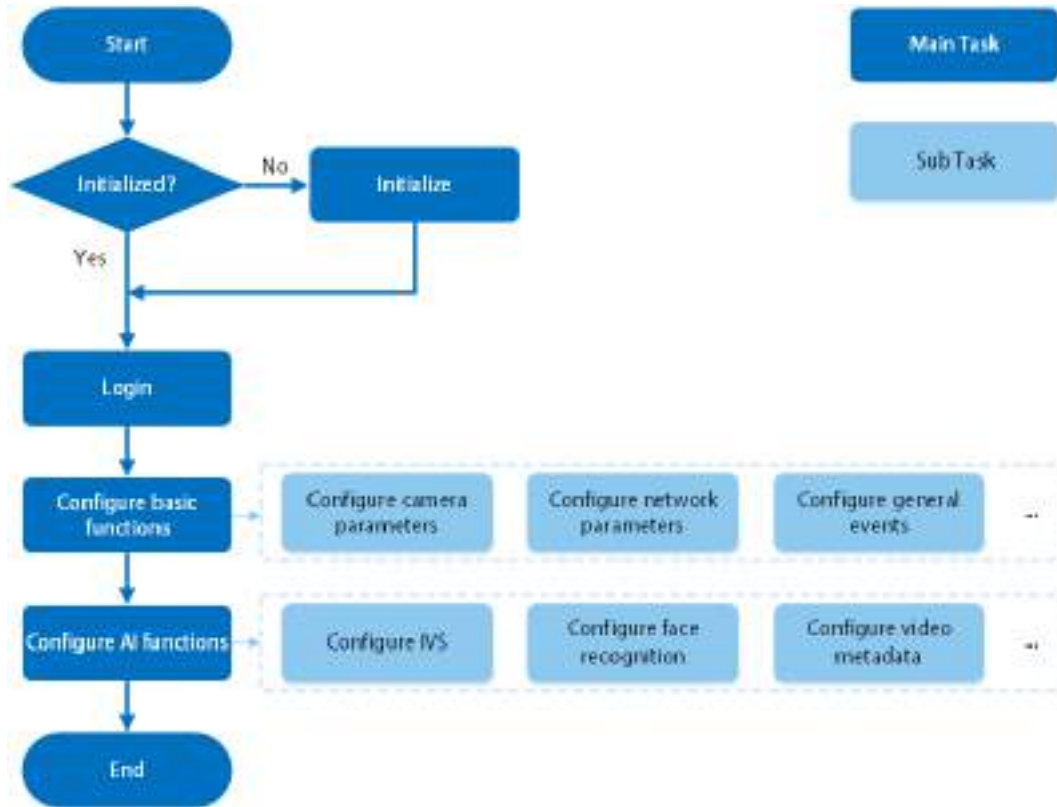 Start
Main Task
Sub Task
Initialized?
No
Initialize
Yes
Login
Configure basic
functions
Configure camera
parameters
Configure network
parameters
Configure general
events
...
Configure AI functions
Configure IVS
Configure face
recognition
Configure video
metadata
...
End